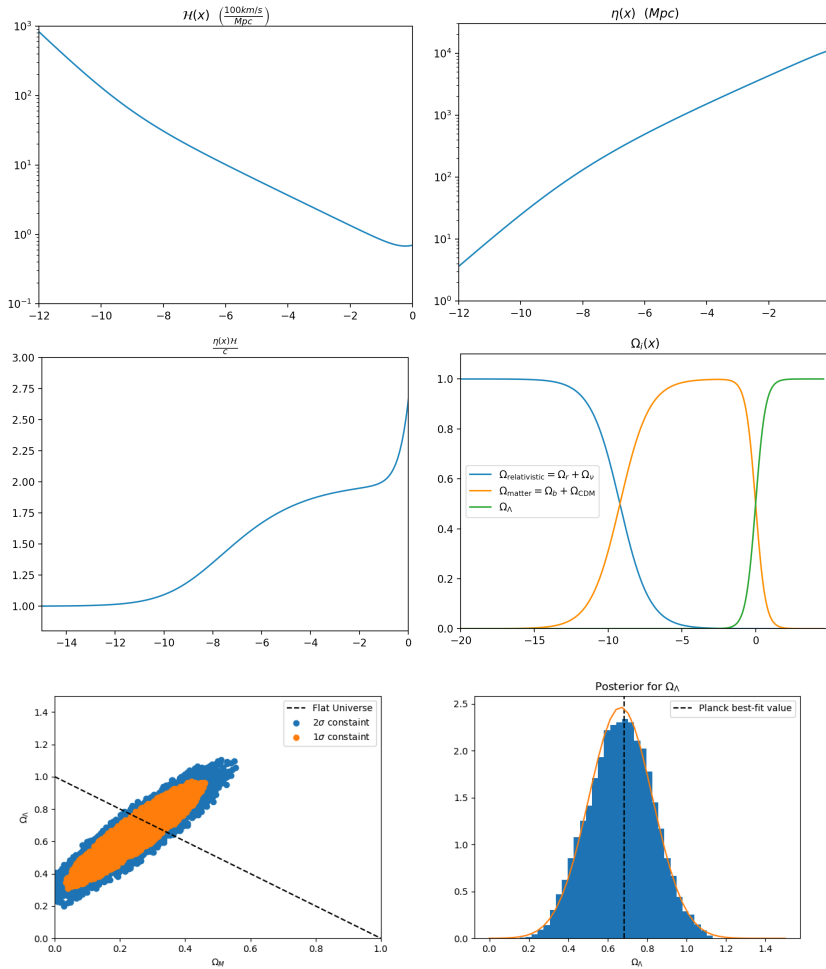 ℋ(x) (100km/s / Mpc)
10³
10²
10¹
10⁰
10⁻¹
−12 −10 −8 −6 −4 −2 0
η(x) (Mpc)
10⁴
10³
10²
10¹
10⁰
−12 −10 −8 −6 −4 −2
η(x)ℋ / c
3.00
2.75
2.50
2.25
2.00
1.75
1.50
1.25
1.00
−14 −12 −10 −8 −6 −4 −2 0
Ωᵢ(x)
1.0
0.8
0.6
0.4
0.2
0.0
Ω_relativistic = Ω_r + Ω_ν
Ω_matter = Ω_b + Ω_CDM
Ω_Λ
−20 −15 −10 −5 0
1.4
1.2
1.0
0.8
0.6
0.4
0.2
0.0
Ω_Λ
Flat Universe
2σ constaint
1σ constaint
0.0 0.2 0.4 0.6 0.8 1.0
Ω_M
Posterior for Ω_Λ
2.5
2.0
1.5
1.0
0.5
0.0
Planck best-fit value
0.0 0.2 0.4 0.6 0.8 1.0 1.2 1.4
Ω_Λ